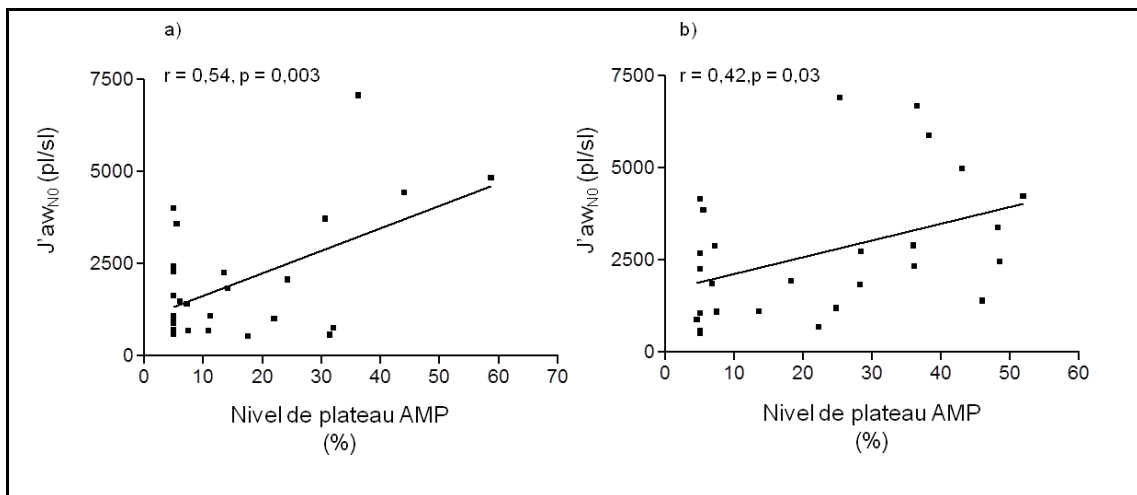 a)
r = 0,54, p = 0,003
7500
5000
2500
0
J'aw_N0 (pl/sl)
0 10 20 30 40 50 60 70
Nivel de plateau AMP
(%)
b)
r = 0,42,p = 0,03
7500
5000
2500
0
J'aw_N0 (pl/sl)
0 10 20 30 40 50 60
Nivel de plateau AMP
(%)